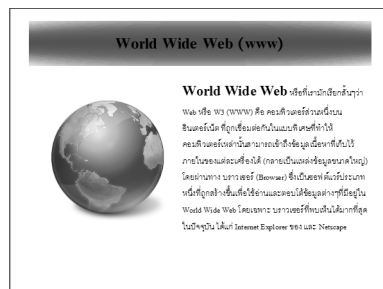 World Wide Web (www)
World Wide Web หรือที่เรามักเรียกสั้นๆว่า
Web หรือ W3 (WWW) คือ คอมพิวเตอร์ส่วนหนึ่งบน
อินเตอร์เน็ต ที่ถูกเชื่อมต่อกันในแบบพิเศษที่ทำให้
คอมพิวเตอร์เหล่านั้นสามารถเข้าถึงข้อมูลเนื้อหาที่เก็บไว้
ภายในของแต่ละเครื่องได้ (กลายเป็นแหล่งข้อมูลขนาดใหญ่)
โดยผ่านทาง บราวเซอร์ (Browser) ซึ่งเป็นซอฟต์แวร์ประเภท
หนึ่งที่ถูกสร้างขึ้นเพื่อใช้อ่านและตอบโต้ข้อมูลต่างๆที่มีอยู่ใน
World Wide Web โดยเฉพาะ บราวเซอร์ที่พบเห็นได้มากที่สุด
ในปัจจุบัน ได้แก่ Internet Explorer ของ และ Netscape